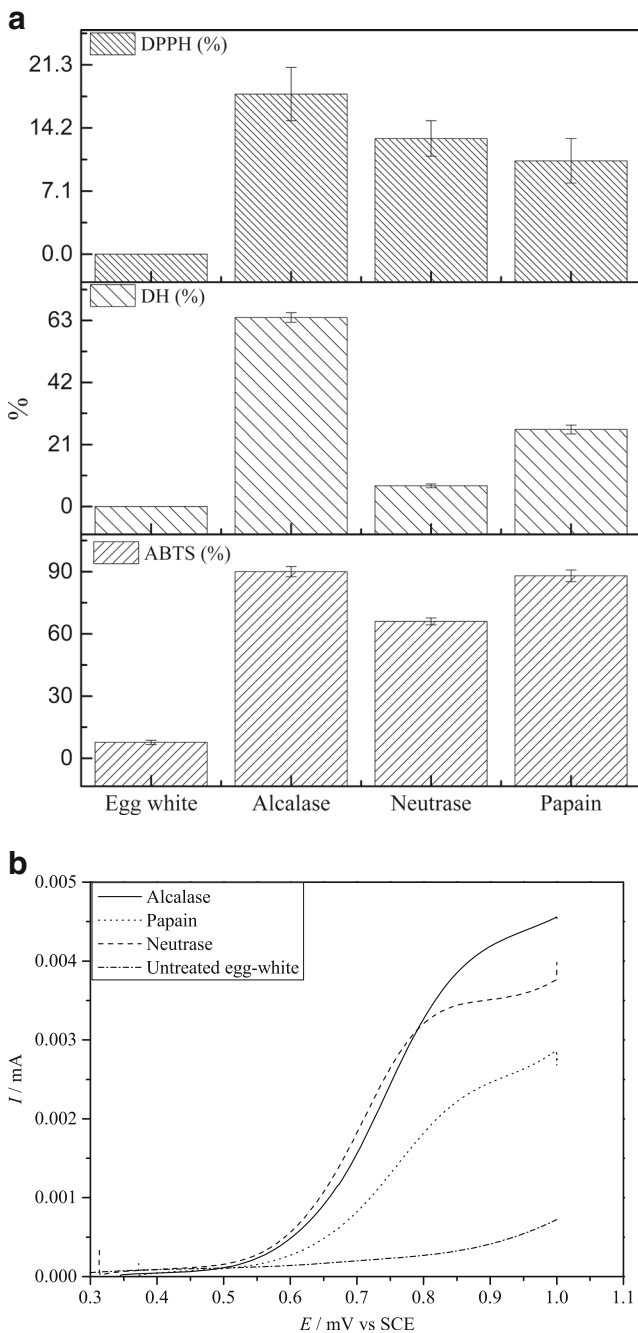 a
DPPH (%)
21.3
14.2
7.1
0.0
DH (%)
63
42
21
0
%
ABTS (%)
90
60
30
0
Egg white Alcalase Neutrase Papain
b
0.005
0.004
0.003
0.002
0.001
0.000
I / mA
Alcalase
Papain
Neutrase
Untreated egg-white
0.3 0.4 0.5 0.6 0.7 0.8 0.9 1.0 1.1
E / mV vs SCE